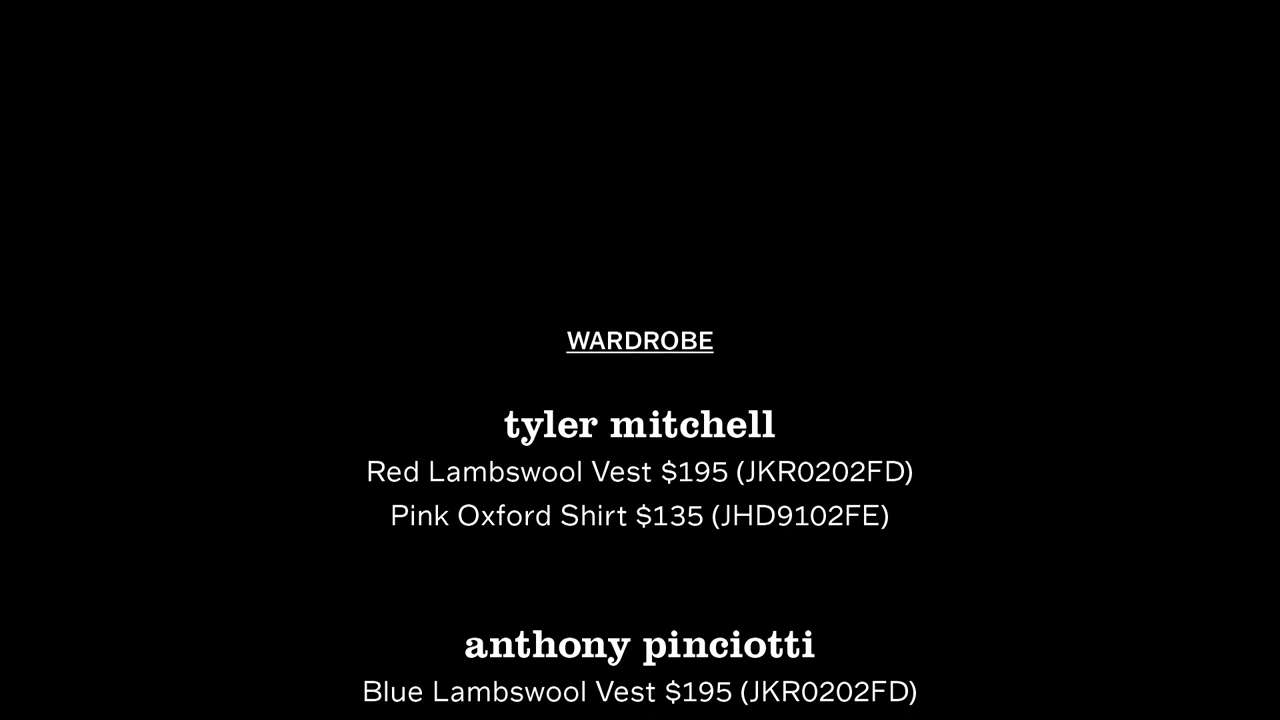 WARDROBE
tyler mitchell
Red Lambswool Vest $195 (JKR0202FD)
Pink Oxford Shirt $135 (JHD9102FE)
anthony pinciotti
Blue Lambswool Vest $195 (JKR0202FD)